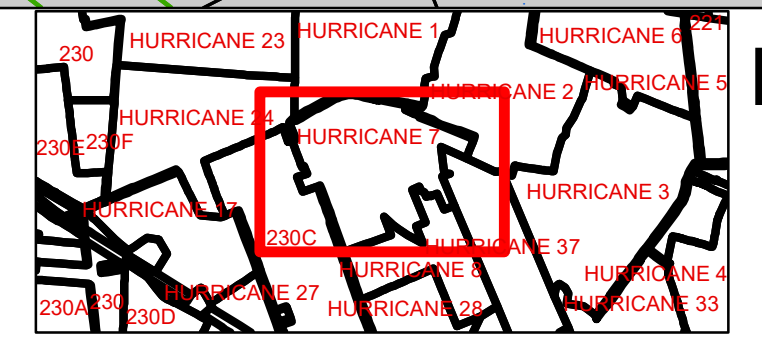 HURRICANE 23
HURRICANE 1
HURRICANE 6
221
230
HURRICANE 2
HURRICANE 5
HURRICANE 24
HURRICANE 7
230E
230F
HURRICANE 3
HURRICANE 17
230C
HURRICANE 37
HURRICANE 8
HURRICANE 4
HURRICANE 27
HURRICANE 28
HURRICANE 33
230A
230
230D